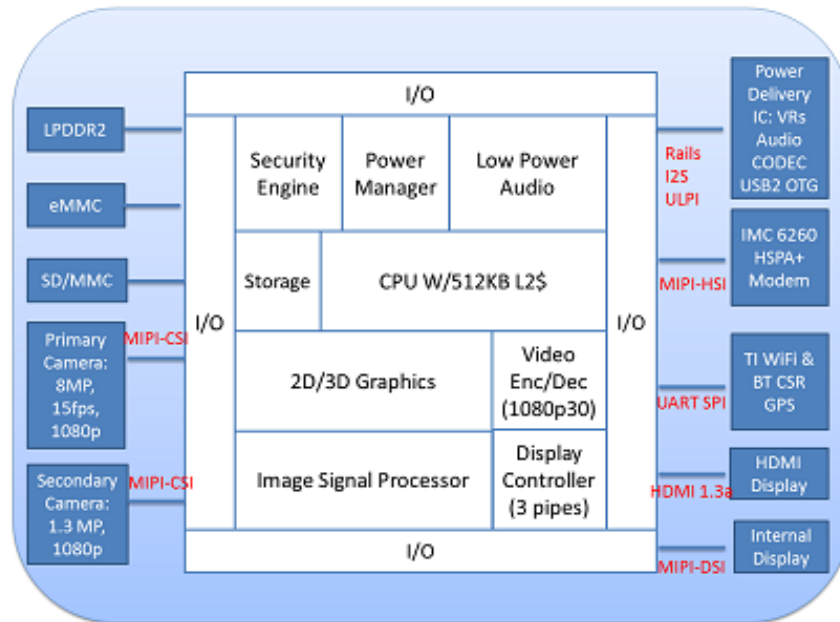 I/O
LPDDR2
eMMC
SD/MMC
MIPI-CSI
Primary
Camera:
8MP,
15fps,
1080p
MIPI-CSI
Secondary
Camera:
1.3 MP,
1080p
I/O
Security
Engine
Power
Manager
Low Power
Audio
Storage
CPU W/512KB L2$
2D/3D Graphics
Video
Enc/Dec
(1080p30)
Image Signal Processor
Display
Controller
(3 pipes)
I/O
I/O
Rails
I2S
ULPI
Power
Delivery
IC: VRs
Audio
CODEC
USB2 OTG
MIPI-HSI
IMC 6260
HSPA+
Modem
UART SPI
TI WiFi &
BT CSR
GPS
HDMI 1.3a
HDMI
Display
MIPI-DSI
Internal
Display